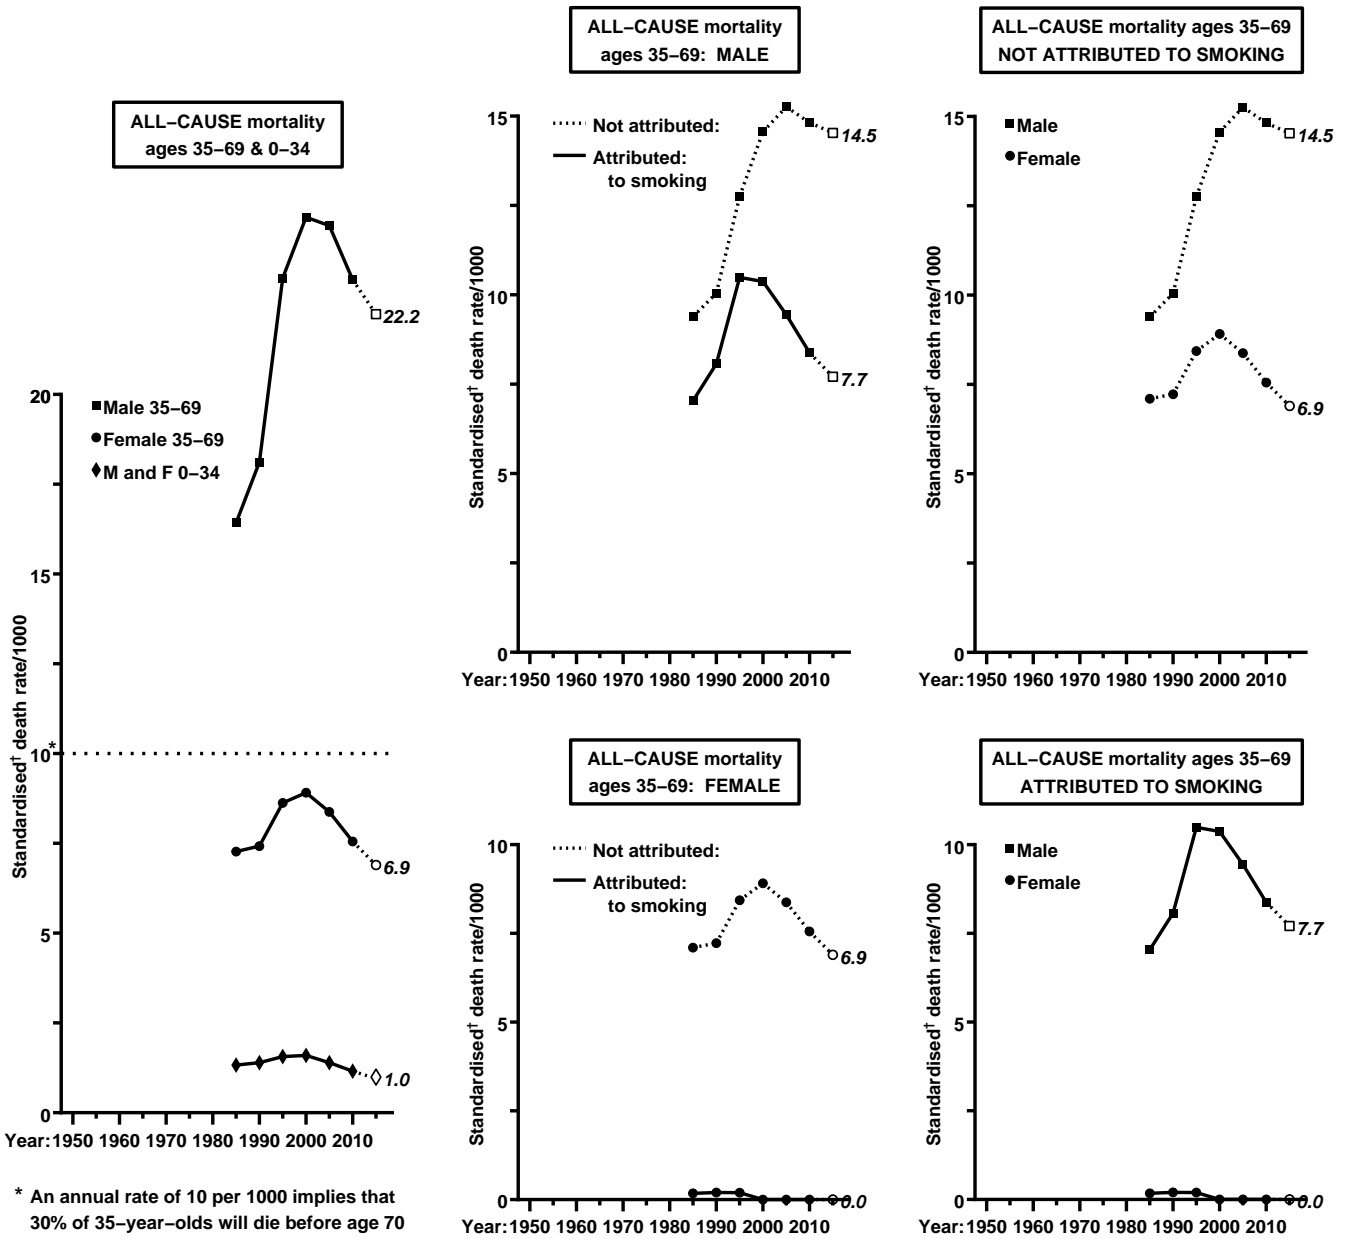 ALL−CAUSE mortality
ages 35−69 & 0−34
20
15
10
5
0
*
Standardised† death rate/1000
Male 35−69
Female 35−69
M and F 0−34
22.2
6.9
1.0
Year: 1950 1960 1970 1980 1990 2000 2010
* An annual rate of 10 per 1000 implies that
30% of 35−year−olds will die before age 70
ALL−CAUSE mortality
ages 35−69: MALE
15
10
5
0
Standardised† death rate/1000
Not attributed:
Attributed:
to smoking
14.5
7.7
Year: 1950 1960 1970 1980 1990 2000 2010
ALL−CAUSE mortality ages 35−69
NOT ATTRIBUTED TO SMOKING
15
10
5
0
Standardised† death rate/1000
Male
Female
14.5
6.9
Year: 1950 1960 1970 1980 1990 2000 2010
ALL−CAUSE mortality
ages 35−69: FEMALE
10
5
0
Standardised† death rate/1000
Not attributed:
Attributed:
to smoking
6.9
0.0
Year: 1950 1960 1970 1980 1990 2000 2010
ALL−CAUSE mortality ages 35−69
ATTRIBUTED TO SMOKING
10
5
0
Standardised† death rate/1000
Male
Female
7.7
0.0
Year: 1950 1960 1970 1980 1990 2000 2010